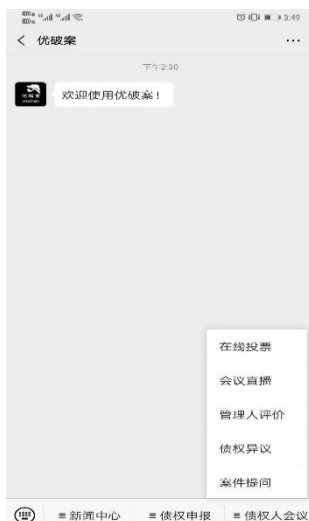 3:49
优破案
下午2:30
欢迎使用优破案！
在线投票
会议直播
管理人评价
债权异议
案件提问
≡新闻中心 ≡债权申报 ≡债权人会议